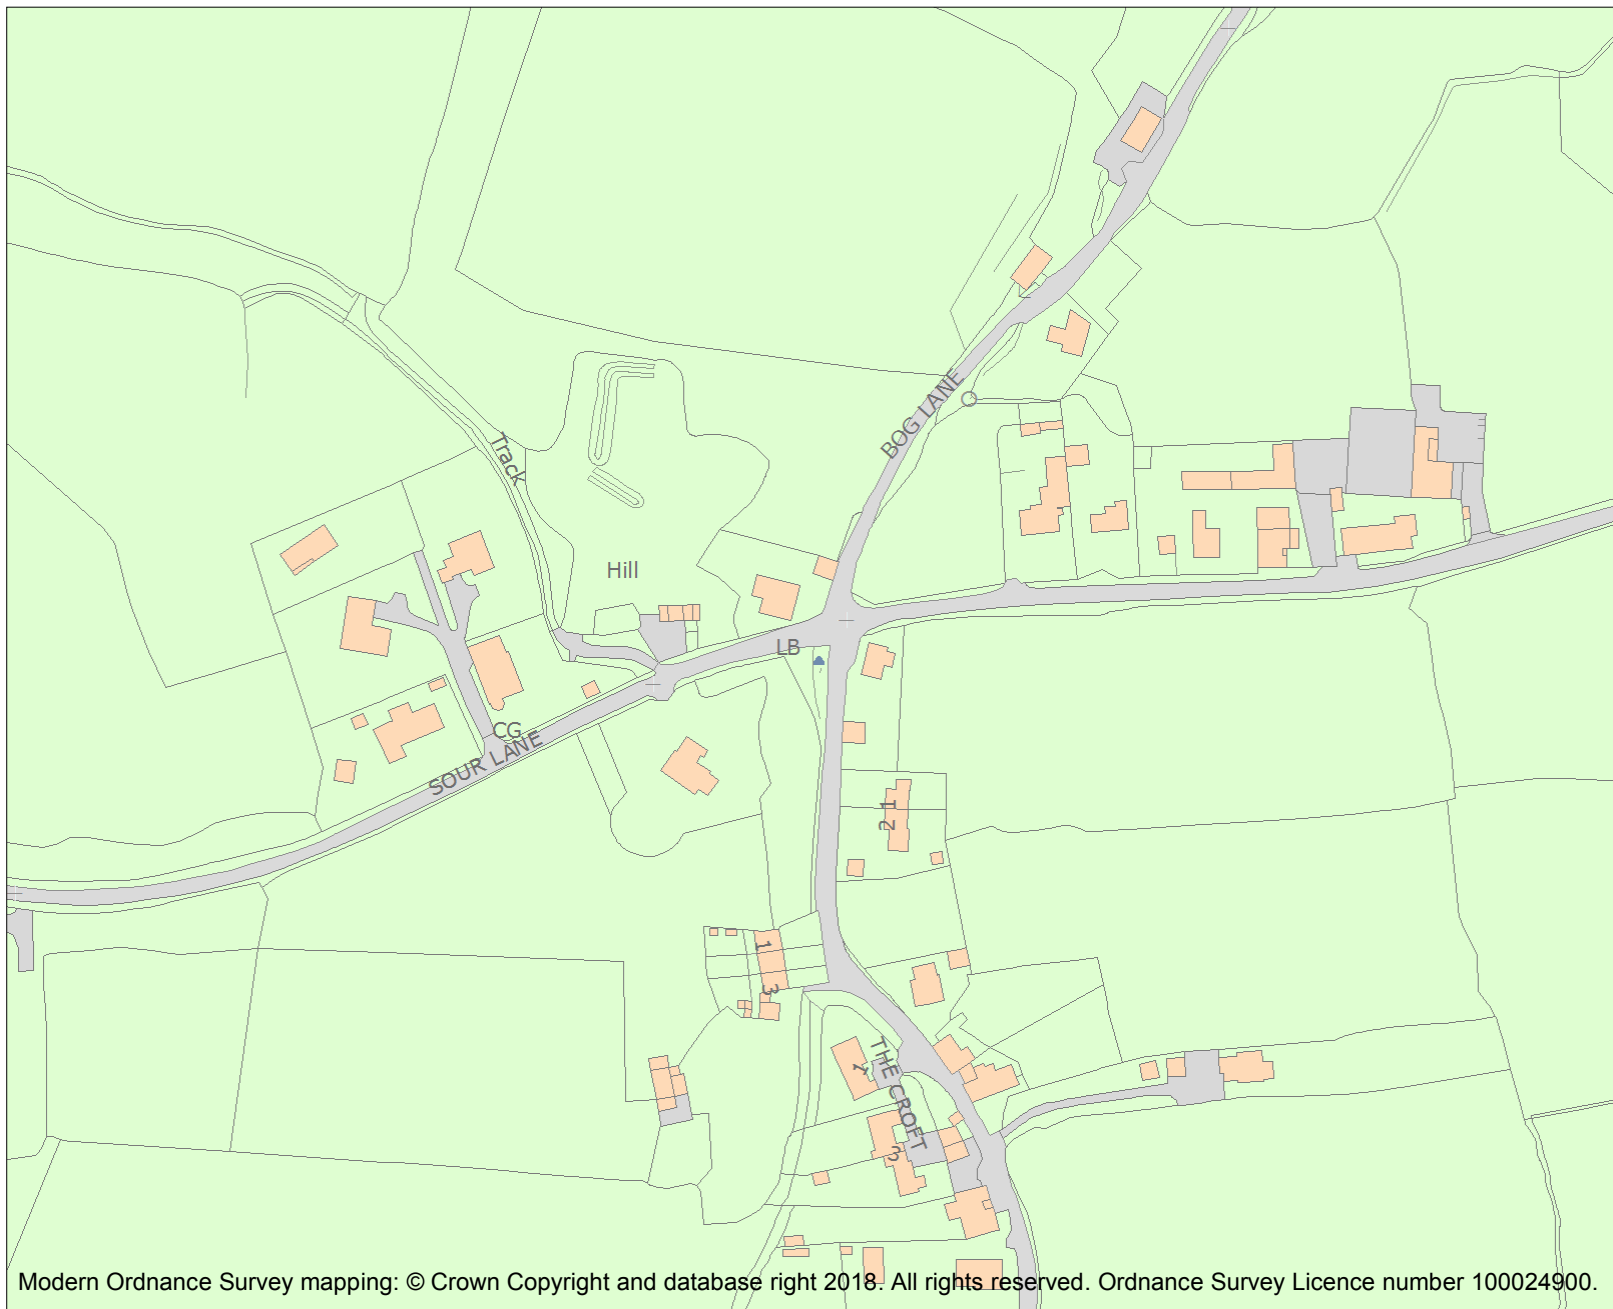 BOG LANE
Track
Hill
LB
CG
SOUR LANE
1
2
1
3
THE CROFT
1
3
Modern Ordnance Survey mapping: © Crown Copyright and database right 2018. All rights reserved. Ordnance Survey Licence number 100024900.